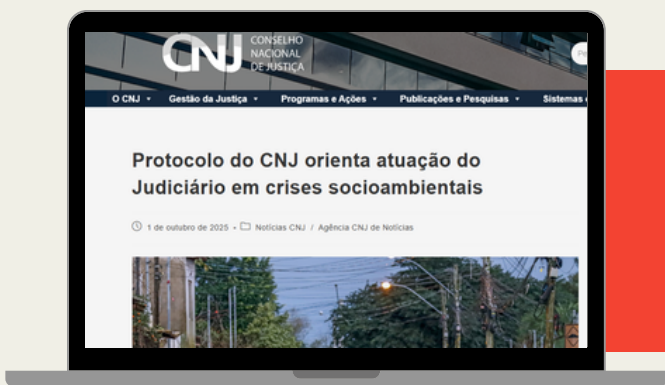 CNJ
CONSELHO
NACIONAL
DE JUSTIÇA
O CNJ Gestão da Justiça Programas e Ações Publicações e Pesquisas Sistemas
Protocolo do CNJ orienta atuação do
Judiciário em crises socioambientais
1 de outubro de 2025 • Notícias CNJ / Agência CNJ de Notícias